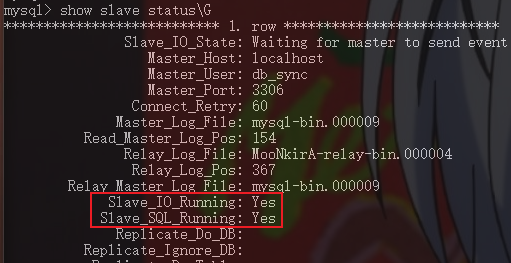 mysql> show slave status\G
*************************** 1. row ***************************
Slave_IO_State: Waiting for master to send event
Master_Host: localhost
Master_User: db_sync
Master_Port: 3306
Connect_Retry: 60
Master_Log_File: mysql-bin.000009
Read_Master_Log_Pos: 154
Relay_Log_File: MooNkirA-relay-bin.000004
Relay_Log_Pos: 367
Relay_Master_Log_File: mysql-bin.000009
Slave_IO_Running: Yes
Slave_SQL_Running: Yes
Replicate_Do_DB:
Replicate_Ignore_DB: